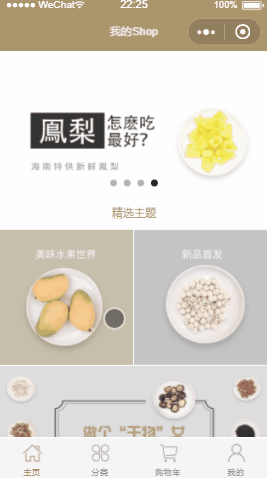 WeChat
22:25
100%
我的Shop
鳳梨
怎麽吃
最好？
海南特供新鮮鳳梨
精选主题
美味水果世界
新品首发
做个“干物”女
主页
分类
购物车
我的